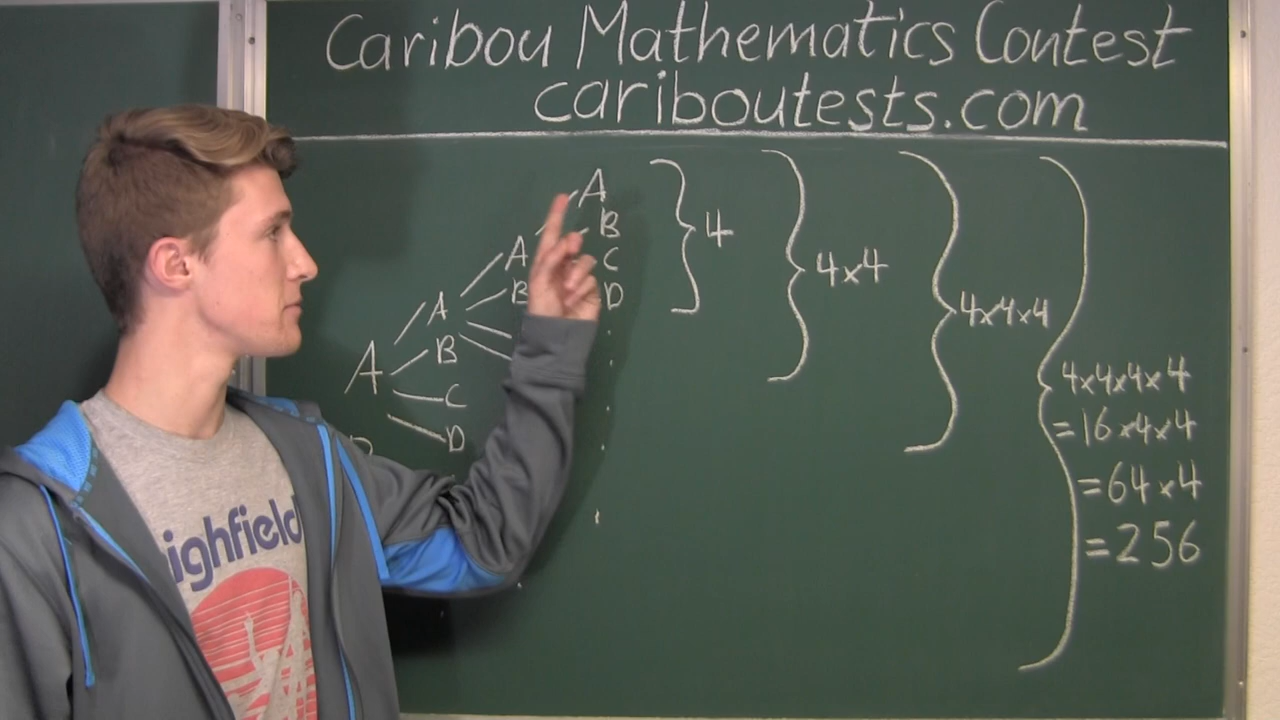 Caribou Mathematics Contest
cariboutests.com
A
B
C
D
A
B
A
B
C
D
A
4
4x4
4x4x4
4x4x4x4
=16x4x4
=64x4
=256
ighfield